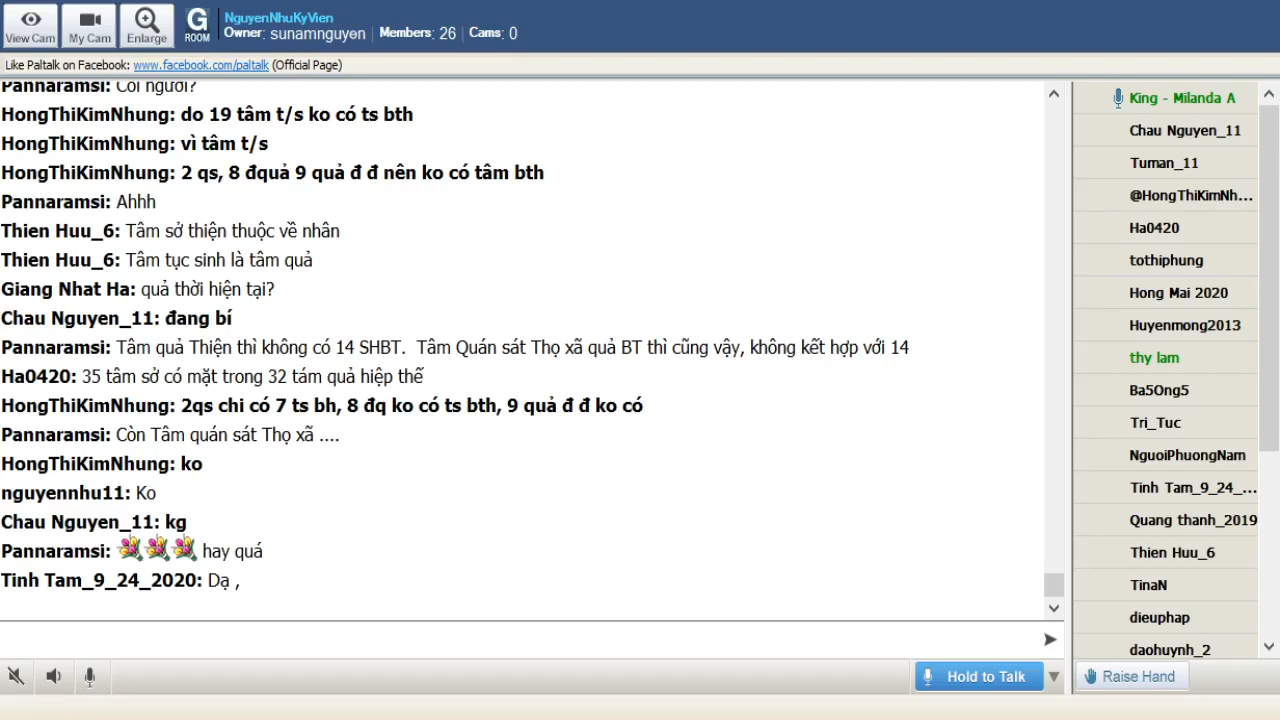 View Cam
My Cam
Enlarge
G
ROOM
NguyenNhuKyVien
Owner: sunamnguyen | Members: 26 | Cams: 0
Like Paltalk on Facebook: www.facebook.com/paltalk (Official Page)
Pannaramsi: Cõi người?
HongThiKimNhung: do 19 tâm t/s ko có ts bth
HongThiKimNhung: vì tâm t/s
HongThiKimNhung: 2 qs, 8 đquả 9 quả đ đ nên ko có tâm bth
Pannaramsi: Ahhh
Thien Huu_6: Tâm sở thiện thuộc về nhân
Thien Huu_6: Tâm tục sinh là tâm quả
Giang Nhat Ha: quả thời hiện tại?
Chau Nguyen_11: đang bí
Pannaramsi: Tâm quả Thiện thì không có 14 SHBT.  Tâm Quán sát Thọ xã quả BT thì cũng vậy, không kết hợp với 14
Ha0420: 35 tâm sở có mặt trong 32 tám quả hiệp thế
HongThiKimNhung: 2qs chi có 7 ts bh, 8 đq ko có ts bth, 9 quả đ đ ko có
Pannaramsi: Còn Tâm quán sát Thọ xã ....
HongThiKimNhung: ko
nguyennhu11: Ko
Chau Nguyen_11: kg
Pannaramsi: hay quá
Tinh Tam_9_24_2020: Dạ ,
King - Milanda A
Chau Nguyen_11
Tuman_11
@HongThiKimNh...
Ha0420
tothiphung
Hong Mai 2020
Huyenmong2013
thy lam
Ba5Ong5
Tri_Tuc
NguoiPhuongNam
Tinh Tam_9_24_...
Quang thanh_2019
Thien Huu_6
TinaN
dieuphap
daohuynh_2
Hold to Talk
Raise Hand